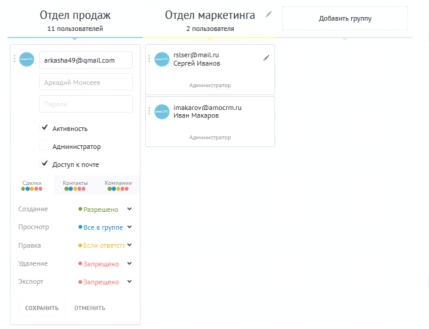 Отдел продаж
11 пользователей
Отдел маркетинга
2 пользователя
Добавить группу
arkasha49@gmail.com
Аркадий Моисеев
Пароль
Активность
Администратор
Доступ к почте
Сделки Контакты Компании
Создание Разрешено
Просмотр Все в группе
Правка Если ответств
Удаление Запрещено
Экспорт Запрещено
СОХРАНИТЬ ОТМЕНИТЬ
rslser@mail.ru
Сергей Иванов
Администратор
imakarov@amocrm.ru
Иван Макаров
Администратор